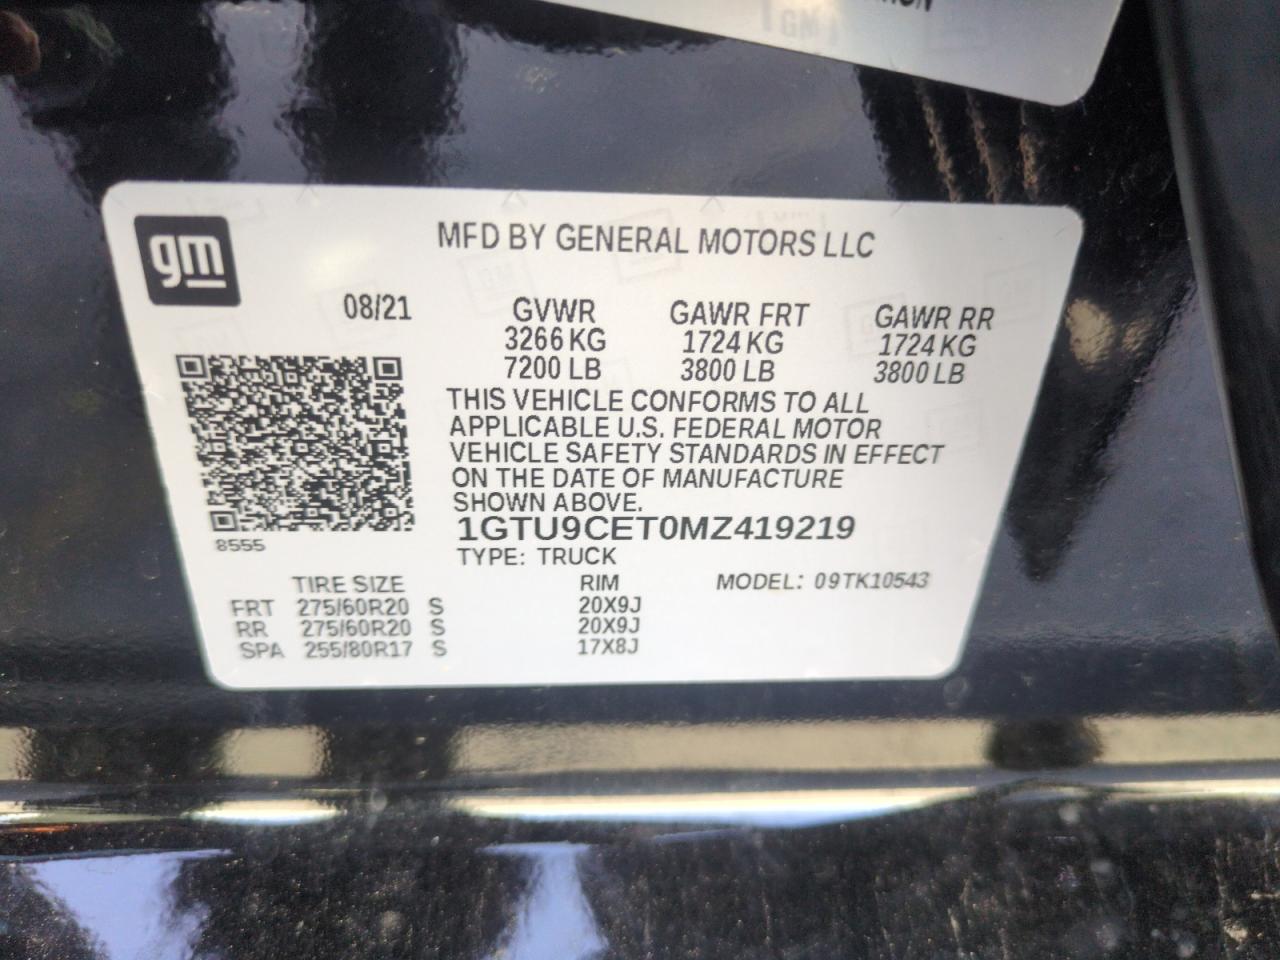 gm
MFD BY GENERAL MOTORS LLC
08/21 GVWR GAWR FRT GAWR RR
3266 KG 1724 KG 1724 KG
7200 LB 3800 LB 3800 LB
THIS VEHICLE CONFORMS TO ALL
APPLICABLE U.S. FEDERAL MOTOR
VEHICLE SAFETY STANDARDS IN EFFECT
ON THE DATE OF MANUFACTURE
SHOWN ABOVE.
1GTU9CET0MZ419219
8555
TYPE: TRUCK
TIRE SIZE RIM MODEL: 09TK10543
FRT 275/60R20 S 20X9J
RR 275/60R20 S 20X9J
SPA 255/80R17 S 17X8J